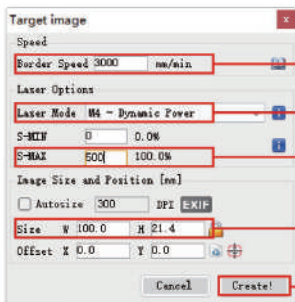 Target image
Speed
Border Speed 3000 mm/min
Laser Options
Laser Mode M4 - Dynamic Power
S-MIN 0 0.0%
S-MAX 500 100.0%
Image Size and Position [mm]
Autosize 300 DPI EXIF
Size W 100.0 H 21.4
Offset X 0.0 Y 0.0
Cancel Create!